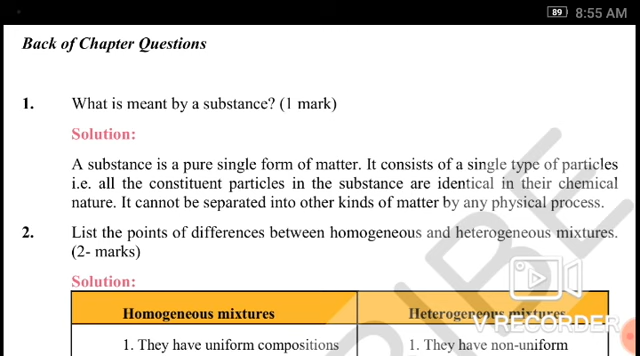 89 8:55 AM
Back of Chapter Questions
1. What is meant by a substance? (1 mark)
Solution:
A substance is a pure single form of matter. It consists of a single type of particles
i.e. all the constituent particles in the substance are identical in their chemical
nature. It cannot be separated into other kinds of matter by any physical process.
2. List the points of differences between homogeneous and heterogeneous mixtures.
(2- marks)
Solution:
Homogeneous mixtures Heterogeneous mixtures
V RECORDER
1. They have uniform compositions 1. They have non-uniform